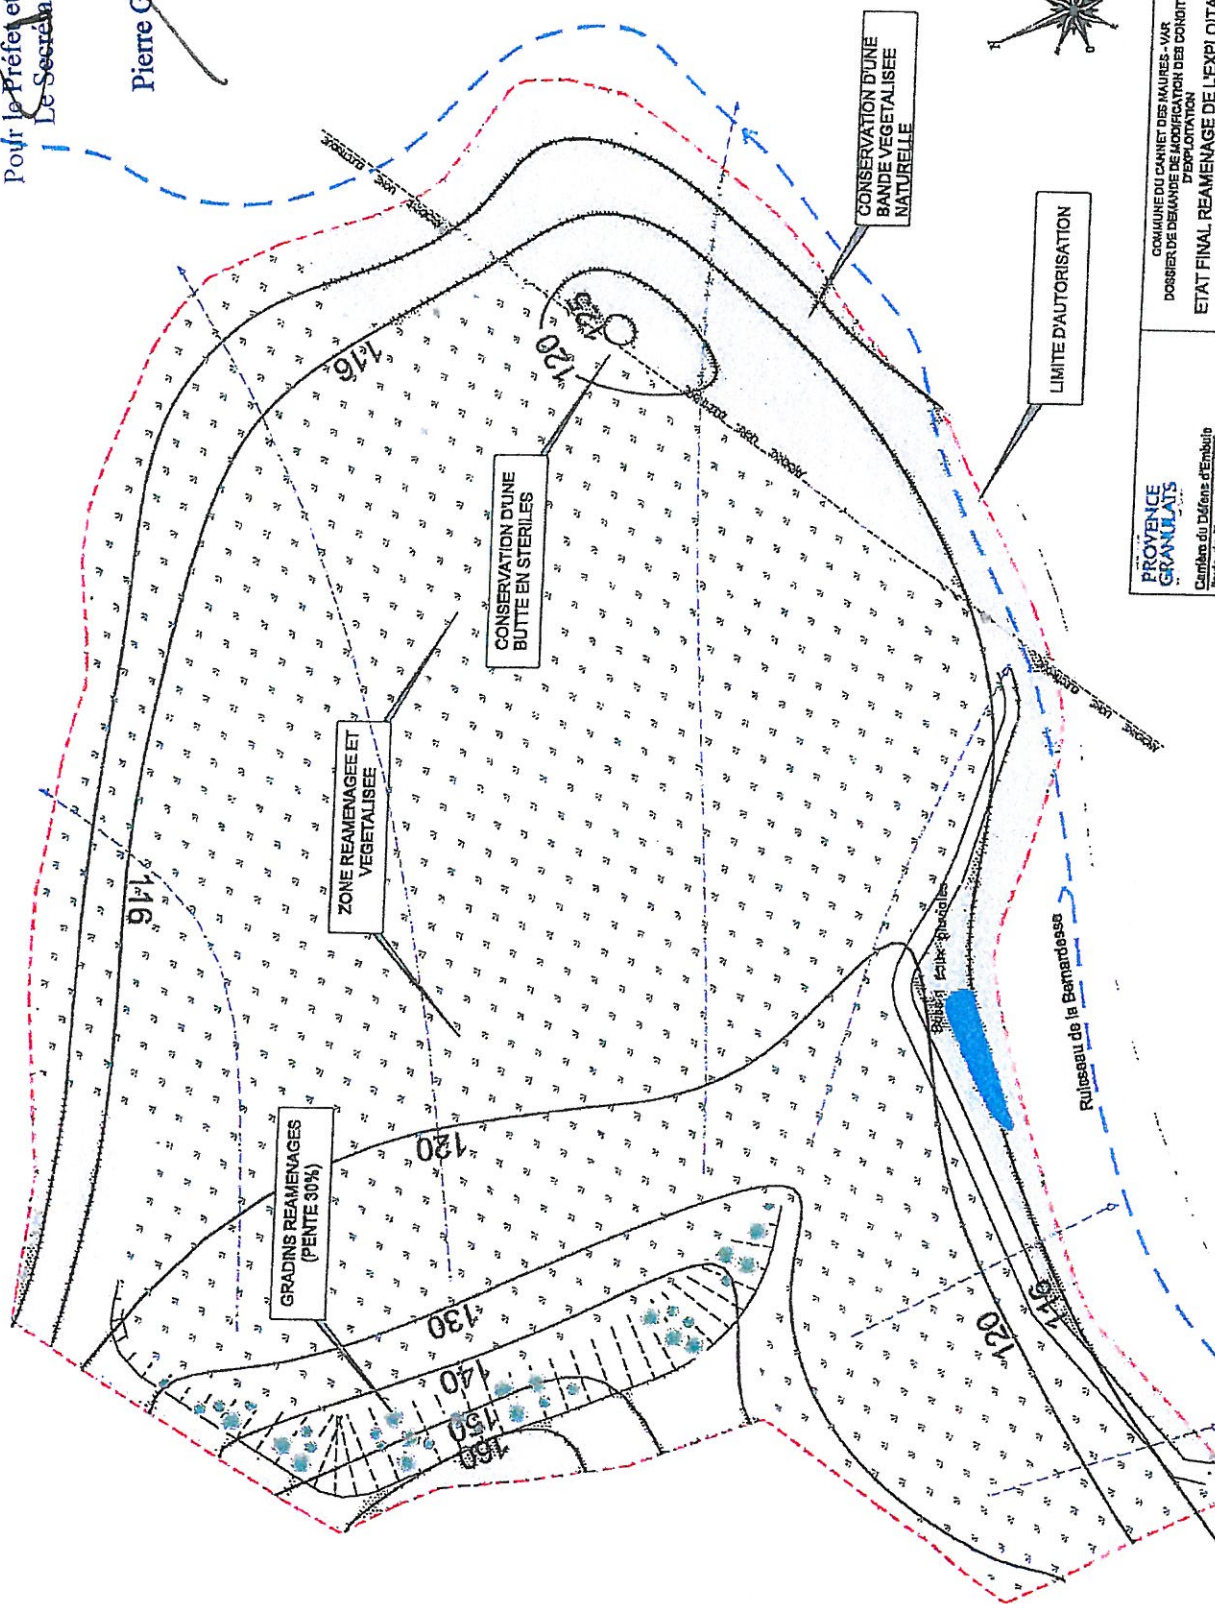 Pour le Préfet et
Le Secréta
Pierre G
CONSERVATION D'UNE
BANDE VEGETALISEE
NATURELLE
LIMITE D'AUTORISATION
CONSERVATION D'UNE
BUTTE EN STERILES
ZONE REAMENAGEE ET
VEGETALISEE
GRADINS REAMENAGES
(PENTE 30%)
116
116
120
125
120
130
140
150
160
120
116
Ruisseau de la Bernardesse
PROVENCE
GRANULATS
Carrière du Défens d'Embuis
COMMUNE DU CANNET DES MAURES - VAR
DOSSIER DE DEMANDE DE MODIFICATION DES CONDIT
D'EXPLOITATION
ETAT FINAL REAMENAGE DE L'EXPLOITA